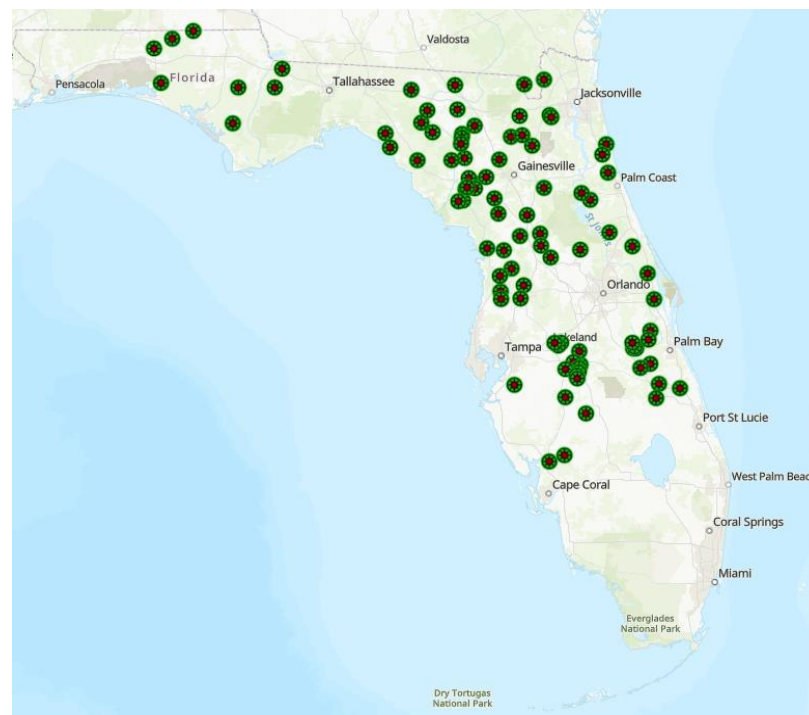 Valdosta
Florida
Tallahassee
Pensacola
Jacksonville
Gainesville
Palm Coast
St Johns
Orlando
Tampa
Palm Bay
Port St Lucie
West Palm Beac
Cape Coral
Coral Springs
Miami
Everglades
National Park
Dry Tortugas
National Park